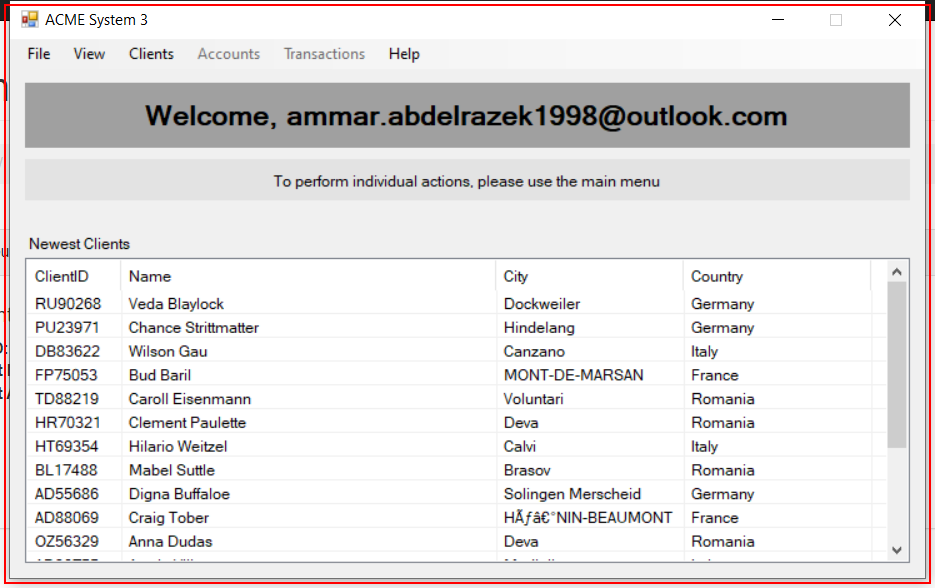 ACME System 3
File View Clients Accounts Transactions Help
Welcome, ammar.abdelrazek1998@outlook.com
To perform individual actions, please use the main menu
Newest Clients
ClientID Name City Country
RU90268 Veda Blaylock Dockweiler Germany
PU23971 Chance Strittmatter Hindelang Germany
DB83622 Wilson Gau Canzano Italy
FP75053 Bud Baril MONT-DE-MARSAN France
TD88219 Caroll Eisenmann Voluntari Romania
HR70321 Clement Paulette Deva Romania
HT69354 Hilario Weitzel Calvi Italy
BL17488 Mabel Suttle Brasov Romania
AD55686 Digna Buffaloe Solingen Merscheid Germany
AD88069 Craig Tober HÃƒâ€°NIN-BEAUMONT France
OZ56329 Anna Dudas Deva Romania